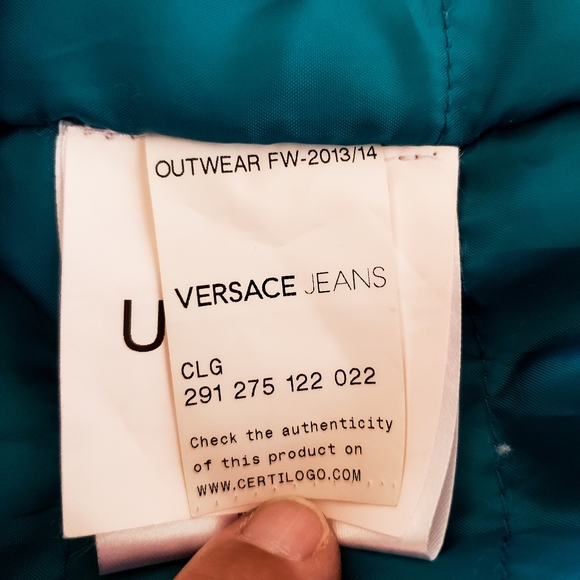 OUTWEAR FW-2013/14
VERSACE JEANS
U
CLG
291 275 122 022
Check the authenticity
of this product on
WWW.CERTILOGO.COM